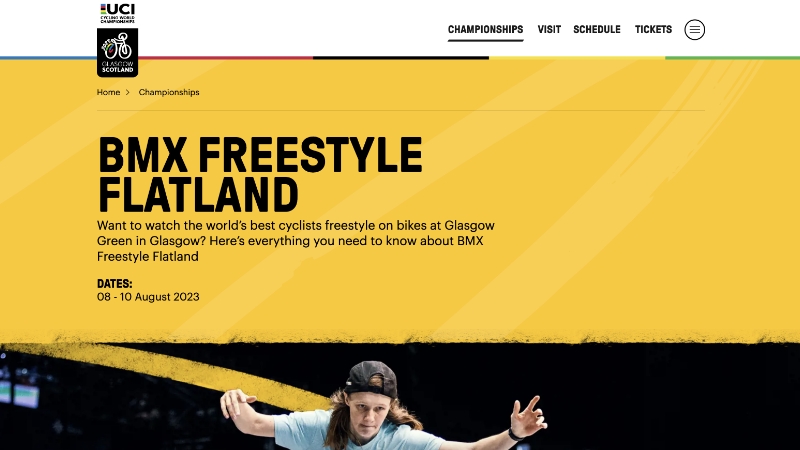 UCI
CYCLING WORLD
CHAMPIONSHIPS
GLASGOW
SCOTLAND
CHAMPIONSHIPS VISIT SCHEDULE TICKETS
Home > Championships
BMX FREESTYLE
FLATLAND
Want to watch the world's best cyclists freestyle on bikes at Glasgow
Green in Glasgow? Here's everything you need to know about BMX
Freestyle Flatland
DATES:
08 - 10 August 2023